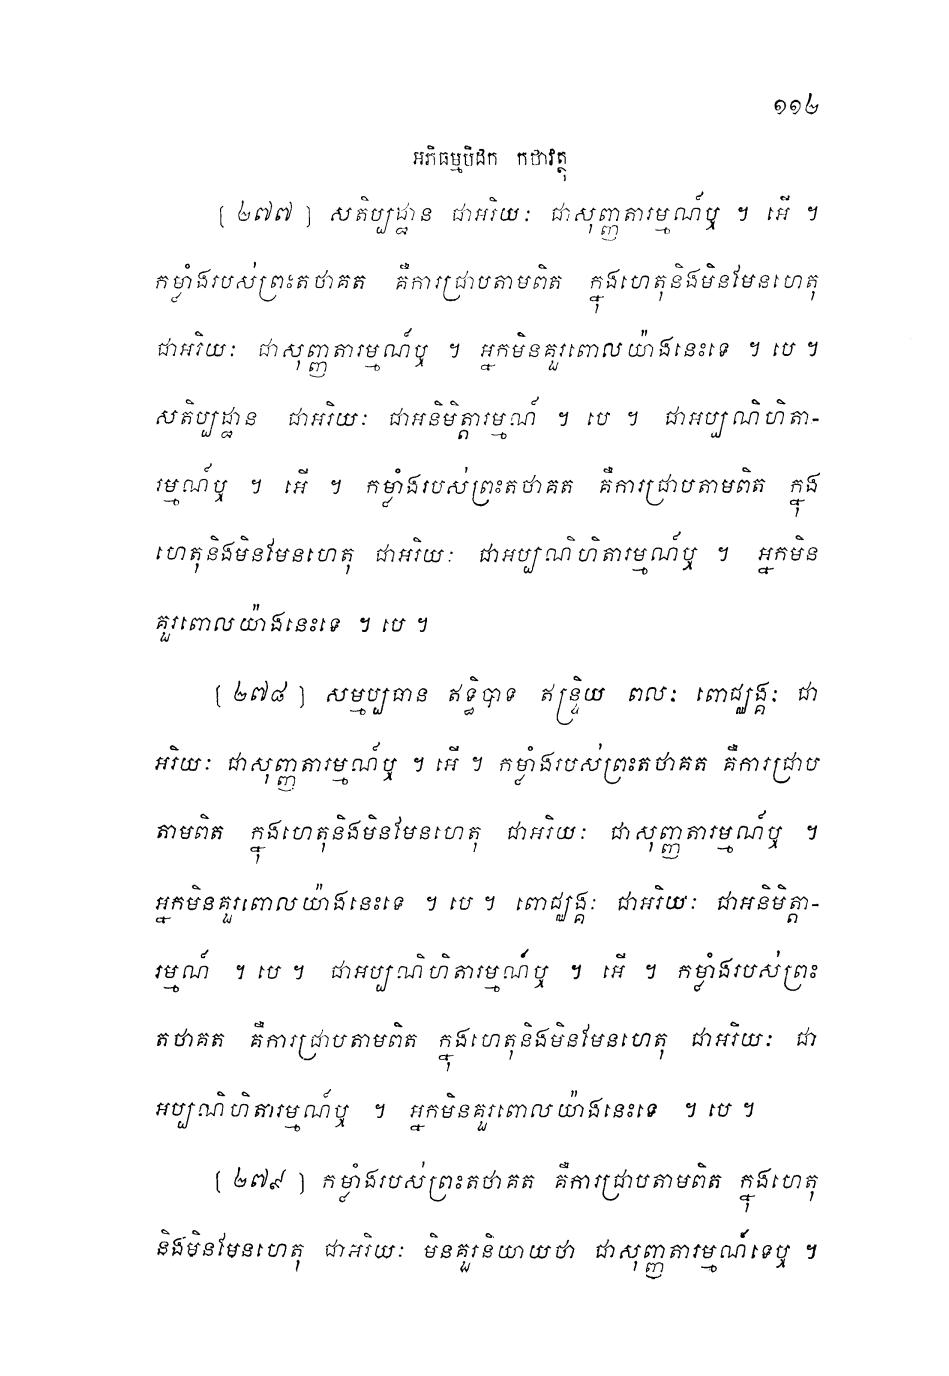 ១១៤
អភិធម្មបិដក កថាវត្ថុ
[ ២៧៧ ] សតិប្បដ្ឋាន ជាអរិយៈ ជាសុញ្ញតារម្មណ៍ឬ ។ អើ ។
កម្លាំងរបស់ព្រះតថាគត គឺការជ្រាបតាមពិត ក្នុងហេតុនិងមិនមែនហេតុ
ជាអរិយៈ ជាសុញ្ញតារម្មណ៍ឬ ។ អ្នកមិនគួរពោលយ៉ាងនេះទេ ។ បេ ។
សតិប្បដ្ឋាន ជាអរិយៈ ជាអនិមិត្តារម្មណ៍ ។ បេ ។ ជាអប្បណិហិតា-
រម្មណ៍ឬ ។ អើ ។ កម្លាំងរបស់ព្រះតថាគត គឺការជ្រាបតាមពិត ក្នុង
ហេតុនិងមិនមែនហេតុ ជាអរិយៈ ជាអប្បណិហិតារម្មណ៍ឬ ។ អ្នកមិន
គួរពោលយ៉ាងនេះទេ ។ បេ ។
[ ២៧៨ ] សម្មប្បធាន ឥទ្ធិបាទ ឥន្ទ្រិយ ពលៈ ពោជ្ឈង្គៈ ជា
អរិយៈ ជាសុញ្ញតារម្មណ៍ឬ ។ អើ ។ កម្លាំងរបស់ព្រះតថាគត គឺការជ្រាប
តាមពិត ក្នុងហេតុនិងមិនមែនហេតុ ជាអរិយៈ ជាសុញ្ញតារម្មណ៍ឬ ។
អ្នកមិនគួរពោលយ៉ាងនេះទេ ។ បេ ។ ពោជ្ឈង្គៈ ជាអរិយៈ ជាអនិមិត្តា-
រម្មណ៍ ។ បេ ។ ជាអប្បណិហិតារម្មណ៍ឬ ។ អើ ។ កម្លាំងរបស់ព្រះ
តថាគត គឺការជ្រាបតាមពិត ក្នុងហេតុនិងមិនមែនហេតុ ជាអរិយៈ ជា
អប្បណិហិតារម្មណ៍ឬ ។ អ្នកមិនគួរពោលយ៉ាងនេះទេ ។ បេ ។
[ ២៧៩ ] កម្លាំងរបស់ព្រះតថាគត គឺការជ្រាបតាមពិត ក្នុងហេតុ
និងមិនមែនហេតុ ជាអរិយៈ មិនគួរនិយាយថា ជាសុញ្ញតារម្មណ៍ទេឬ ។